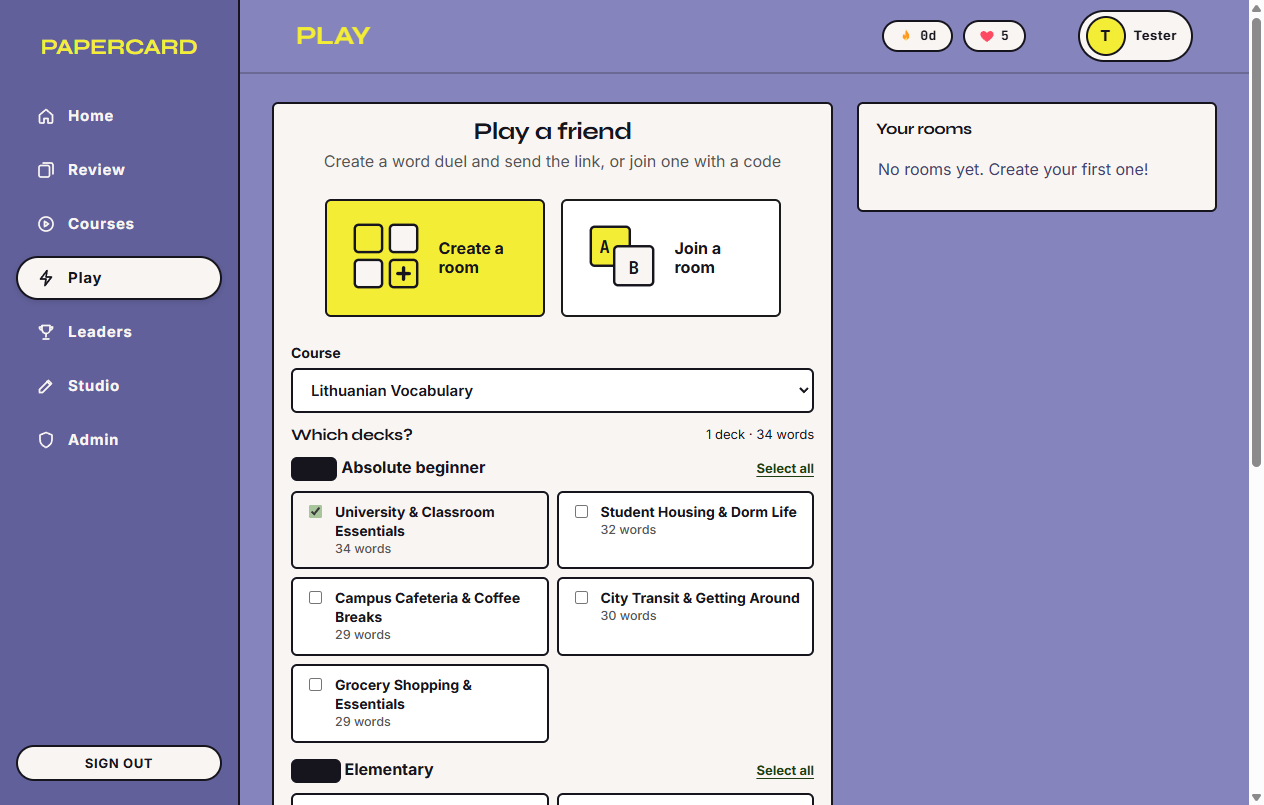 PAPERCARD
Home
Review
Courses
Play
Leaders
Studio
Admin
SIGN OUT
PLAY
0d
5
T
Tester
Play a friend
Create a word duel and send the link, or join one with a code
Create a
room
A
B
Join a
room
Course
Lithuanian Vocabulary
Which decks?
1 deck · 34 words
Absolute beginner
Select all
University & Classroom
Essentials
34 words
Student Housing & Dorm Life
32 words
Campus Cafeteria & Coffee
Breaks
29 words
City Transit & Getting Around
30 words
Grocery Shopping &
Essentials
29 words
Elementary
Select all
Your rooms
No rooms yet. Create your first one!